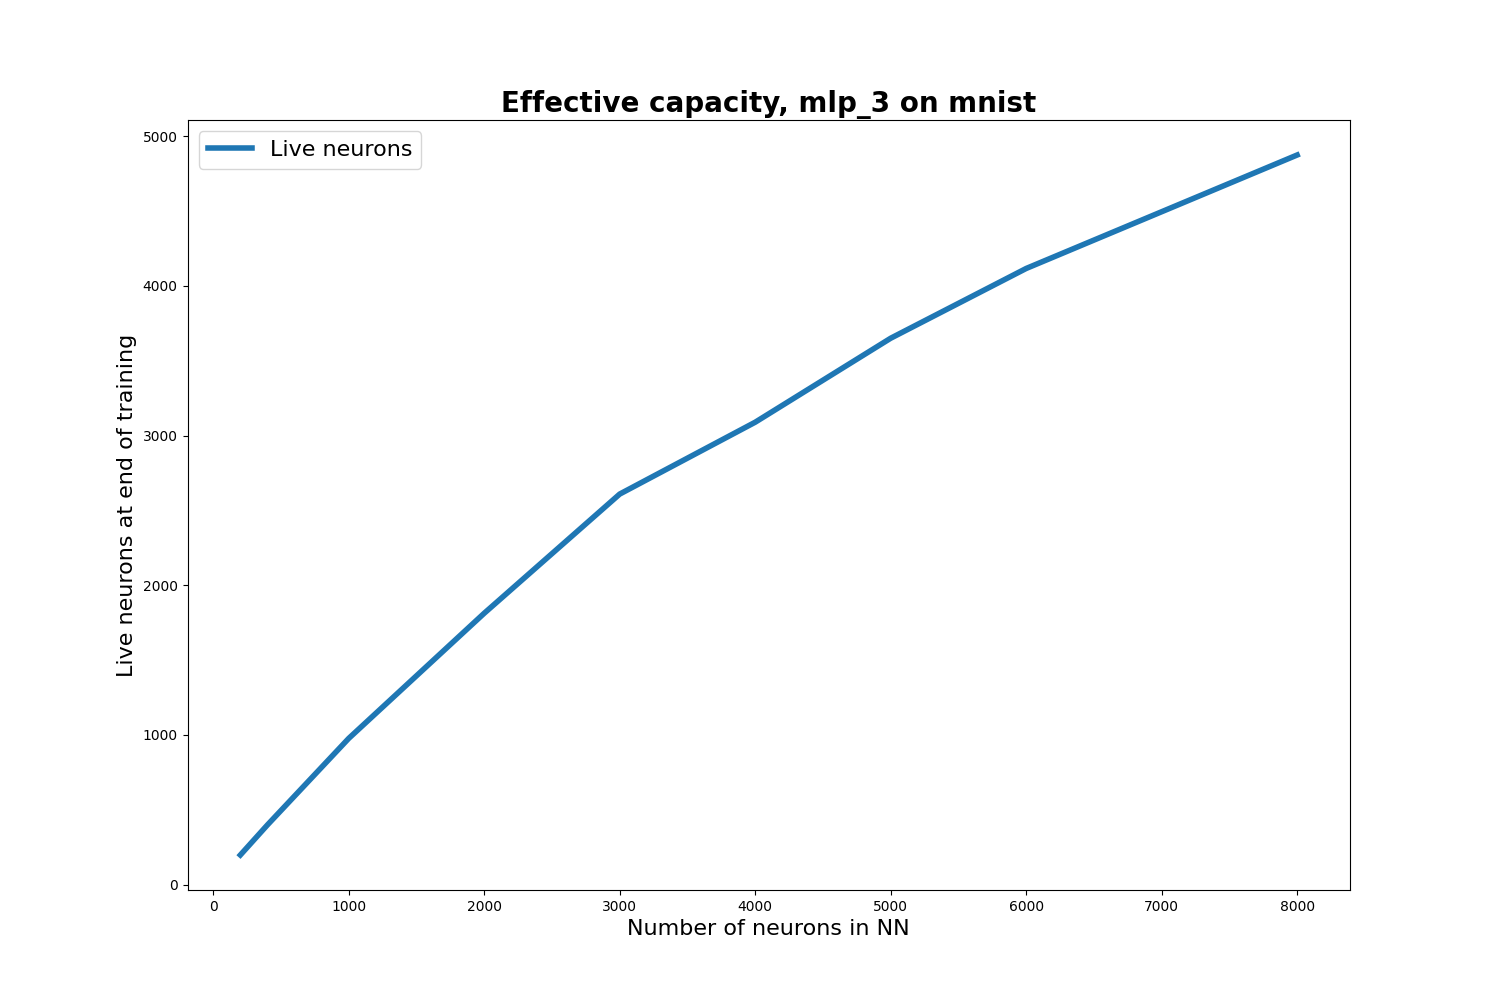 Effective capacity, mlp_3 on mnist
Live neurons
5000
4000
3000
2000
1000
0
Live neurons at end of training
0 1000 2000 3000 4000 5000 6000 7000 8000
Number of neurons in NN